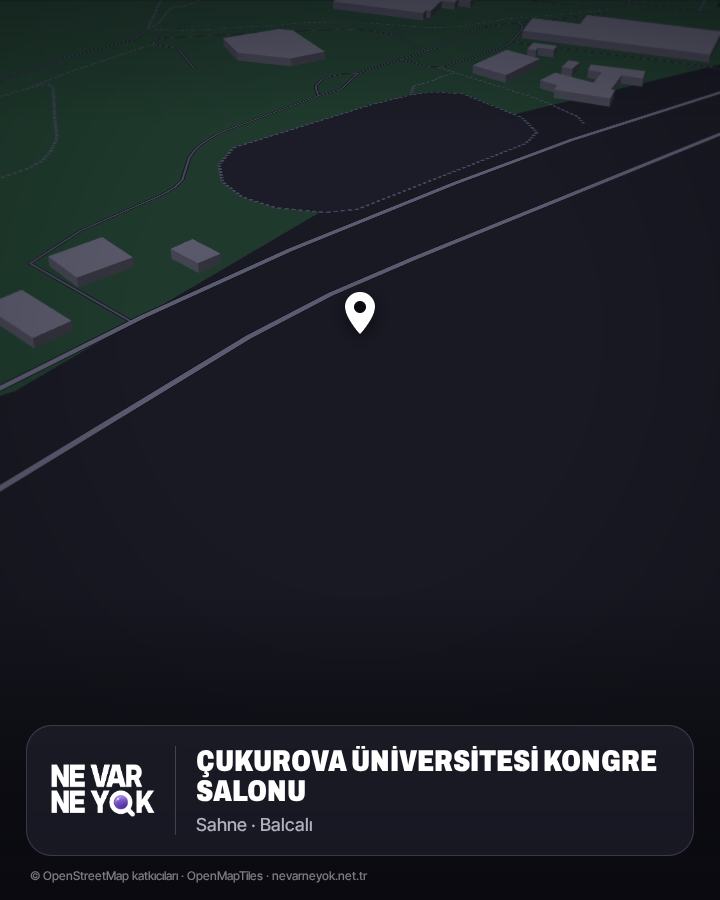 NE VAR
NE YOK
ÇUKUROVA ÜNİVERSİTESİ KONGRE
SALONU
Sahne · Balcalı
© OpenStreetMap katkıcıları · OpenMapTiles · nevarneyok.net.tr